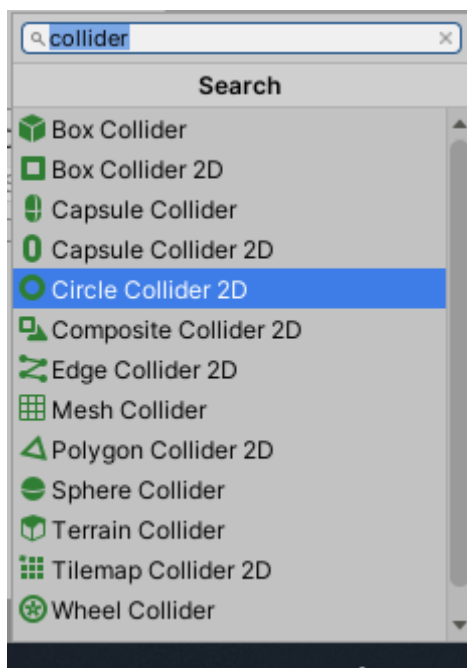 collider
Search
Box Collider
Box Collider 2D
Capsule Collider
Capsule Collider 2D
Circle Collider 2D
Composite Collider 2D
Edge Collider 2D
Mesh Collider
Polygon Collider 2D
Sphere Collider
Terrain Collider
Tilemap Collider 2D
Wheel Collider